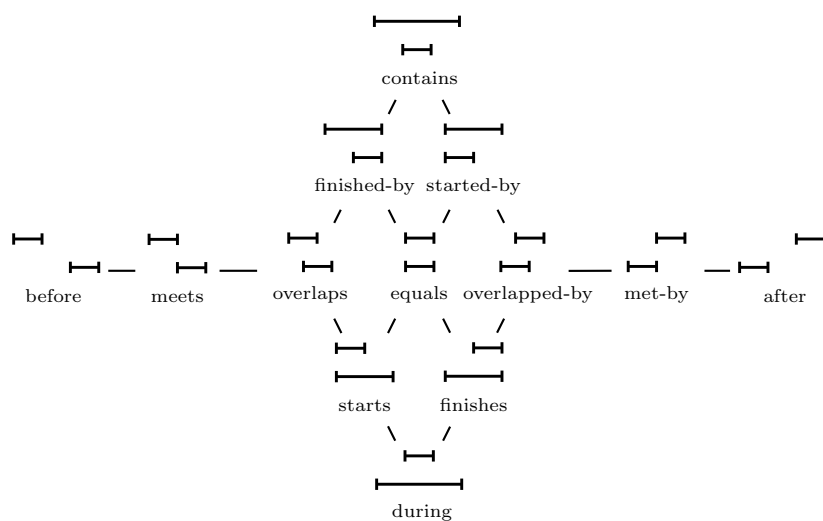 contains
finished-by started-by
before meets overlaps equals overlapped-by met-by after
starts finishes
during